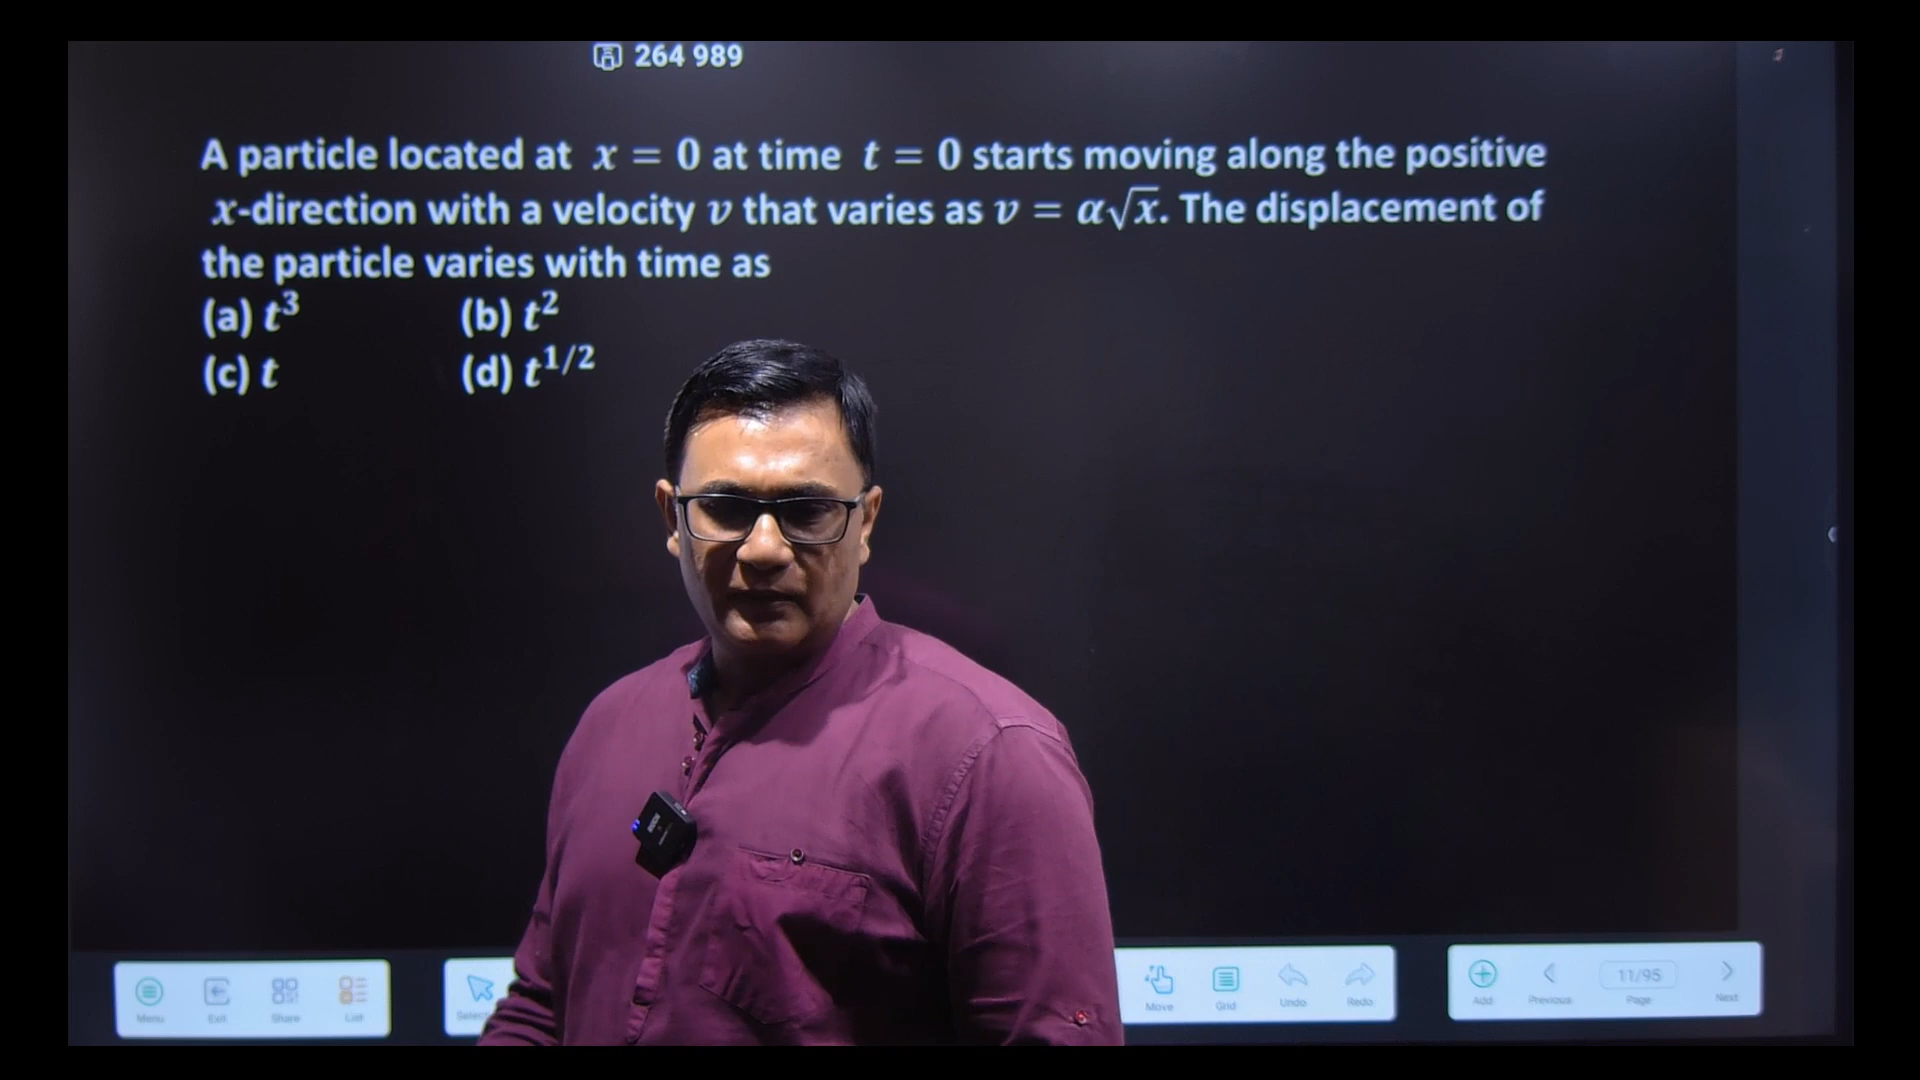 264 989
A particle located at x = 0 at time t = 0 starts moving along the positive
x-direction with a velocity v that varies as v = α√x. The displacement of
the particle varies with time as
(a) t³ (b) t²
(c) t (d) t^1/2
Menu Exit Share List Select Move Grid Undo Redo Add Previous 11/95 Page Next